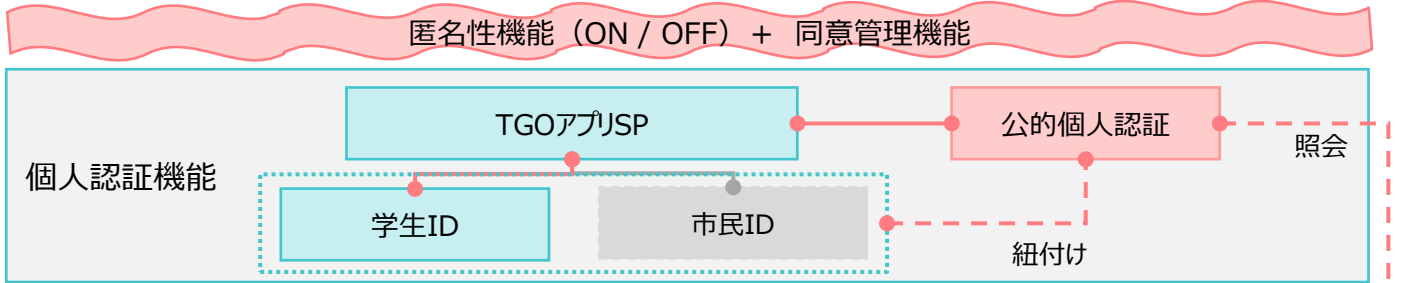 匿名性機能（ON / OFF）＋ 同意管理機能
TGOアプリSP
公的個人認証
照会
個人認証機能
学生ID
市民ID
紐付け